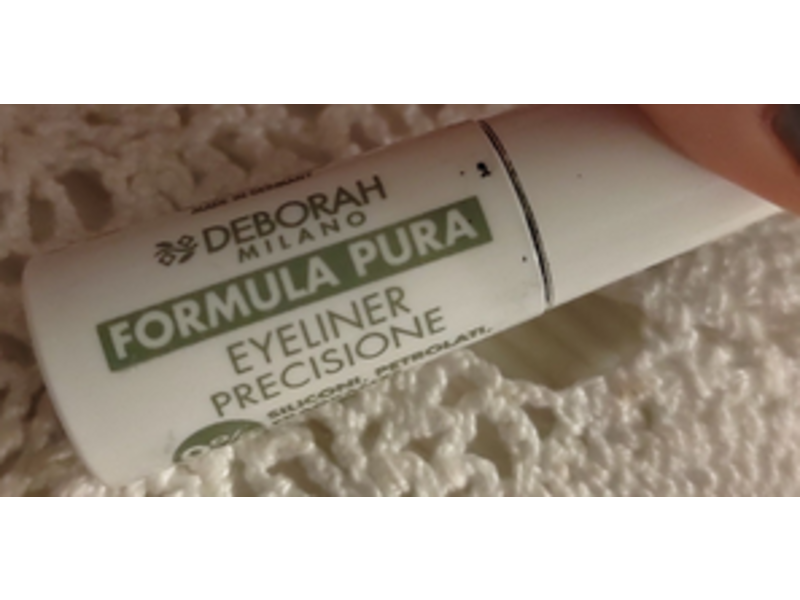 MADE IN GERMANY
DEBORAH
MILANO
FORMULA PURA
EYELINER
PRECISIONE
SILICONI, PETROLATI,